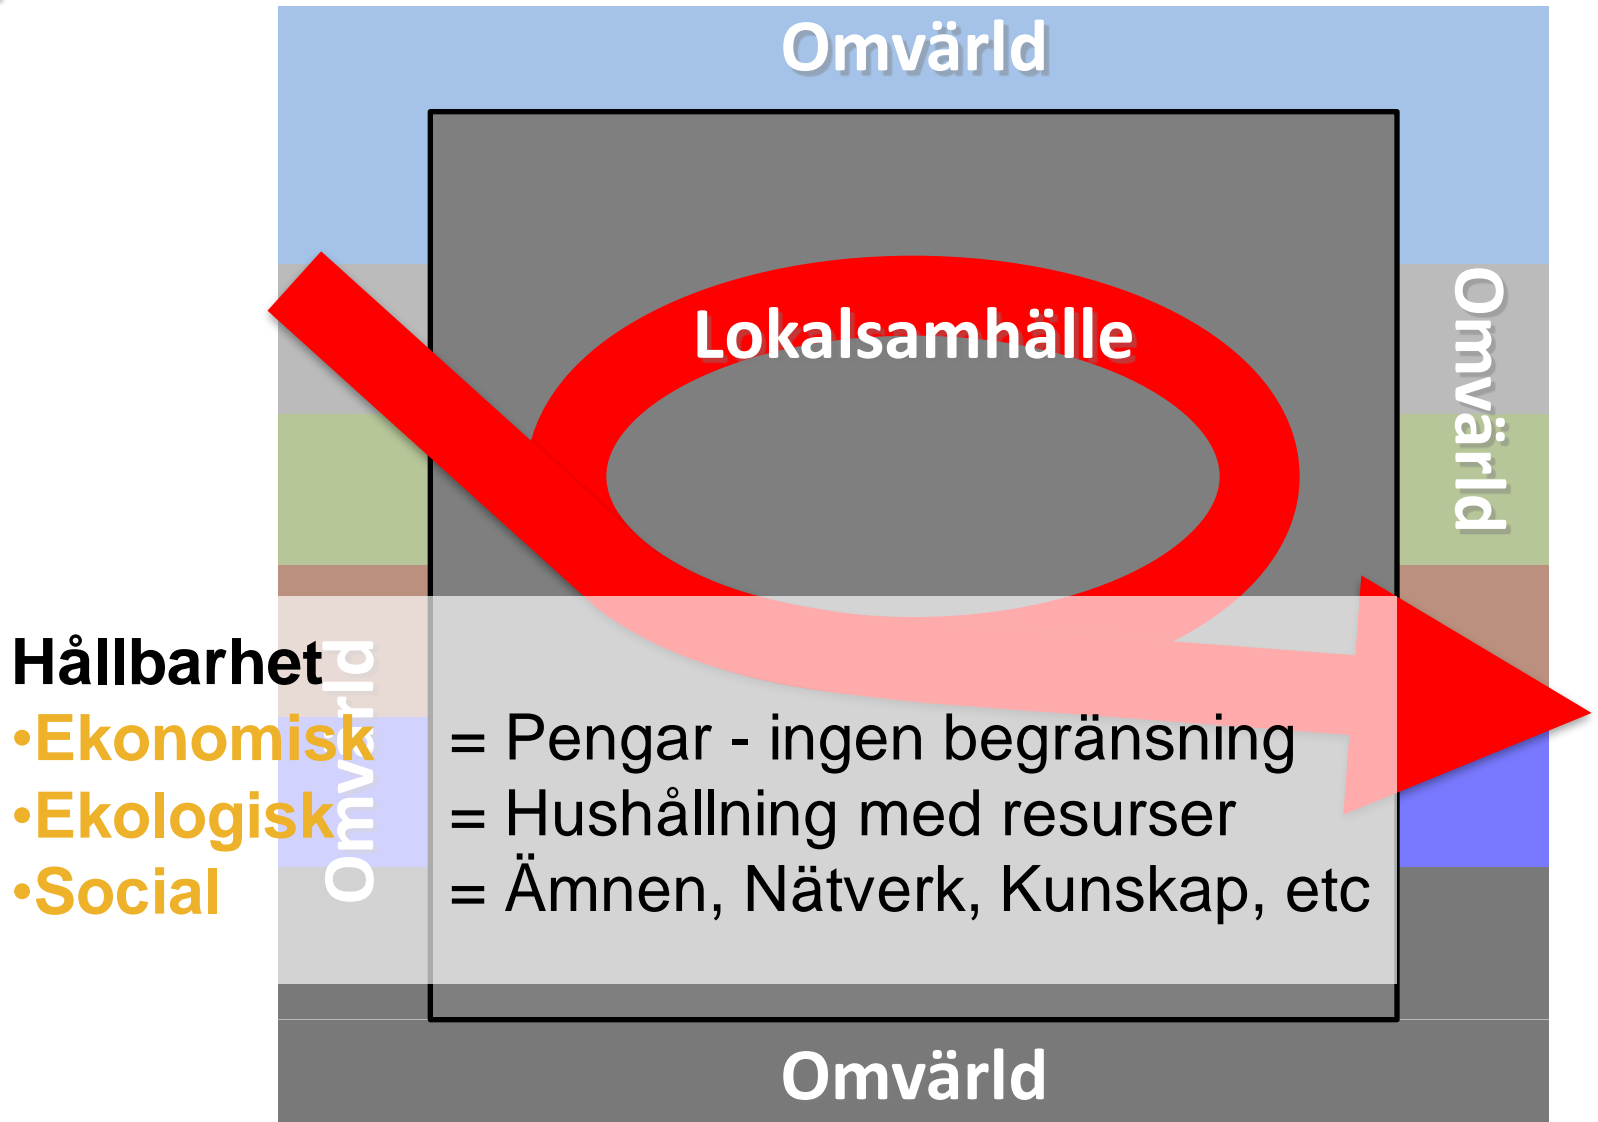 Omvärld
Lokalsamhälle
Omvärld
Omvärld
Hållbarhet
•Ekonomisk = Pengar - ingen begränsning
•Ekologisk = Hushållning med resurser
•Social = Ämnen, Nätverk, Kunskap, etc
Omvärld